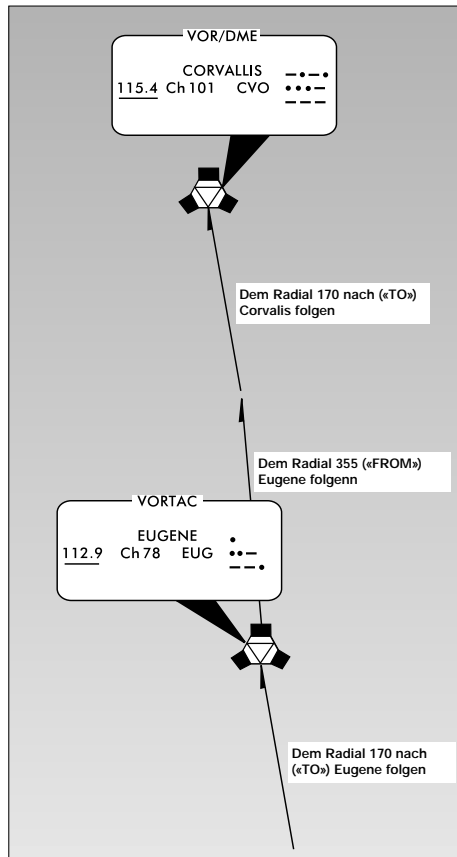 VOR/DME
CORVALLIS
115.4 Ch 101 CVO
Dem Radial 170 nach («TO»)
Corvalis folgen
Dem Radial 355 («FROM»)
Eugene folgenn
VORTAC
EUGENE
112.9 Ch 78 EUG
Dem Radial 170 nach
(«TO») Eugene folgen